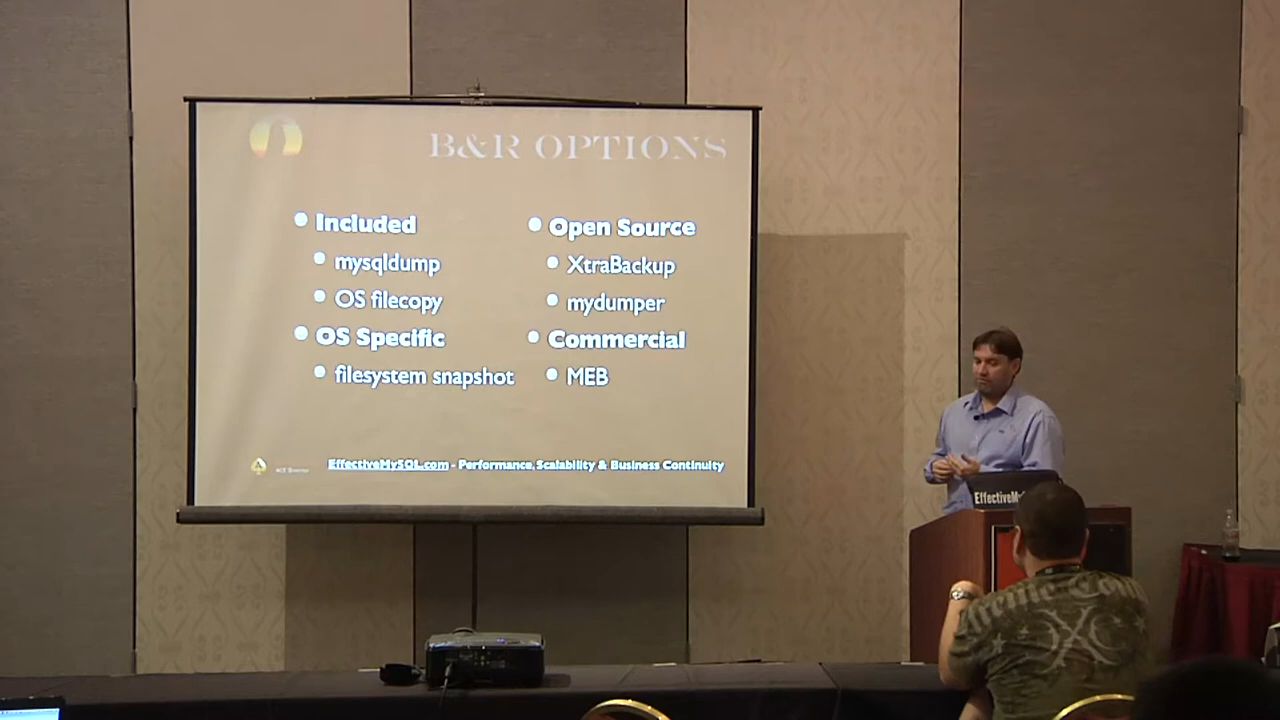 B&R OPTIONS
Included
mysqldump
OS filecopy
OS Specific
filesystem snapshot
Open Source
XtraBackup
mydumper
Commercial
MEB
EffectiveMySQL.com - Performance, Scalability & Business Continuity
EffectiveMy